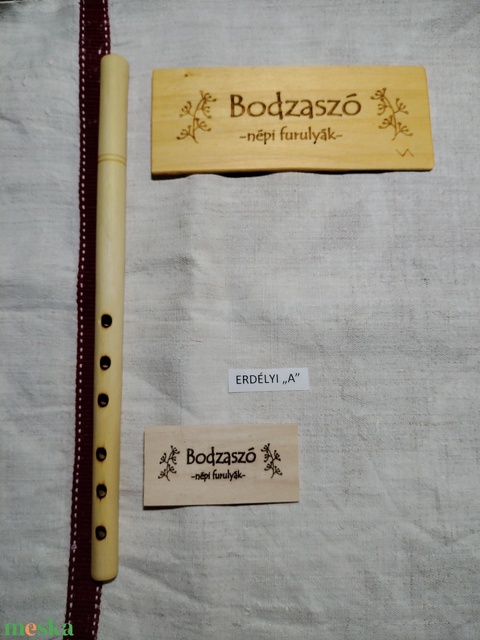 Bodzaszó
-népi furulyák-
ERDÉLYI „A”
Bodzaszó
-népi furulyák-
meska